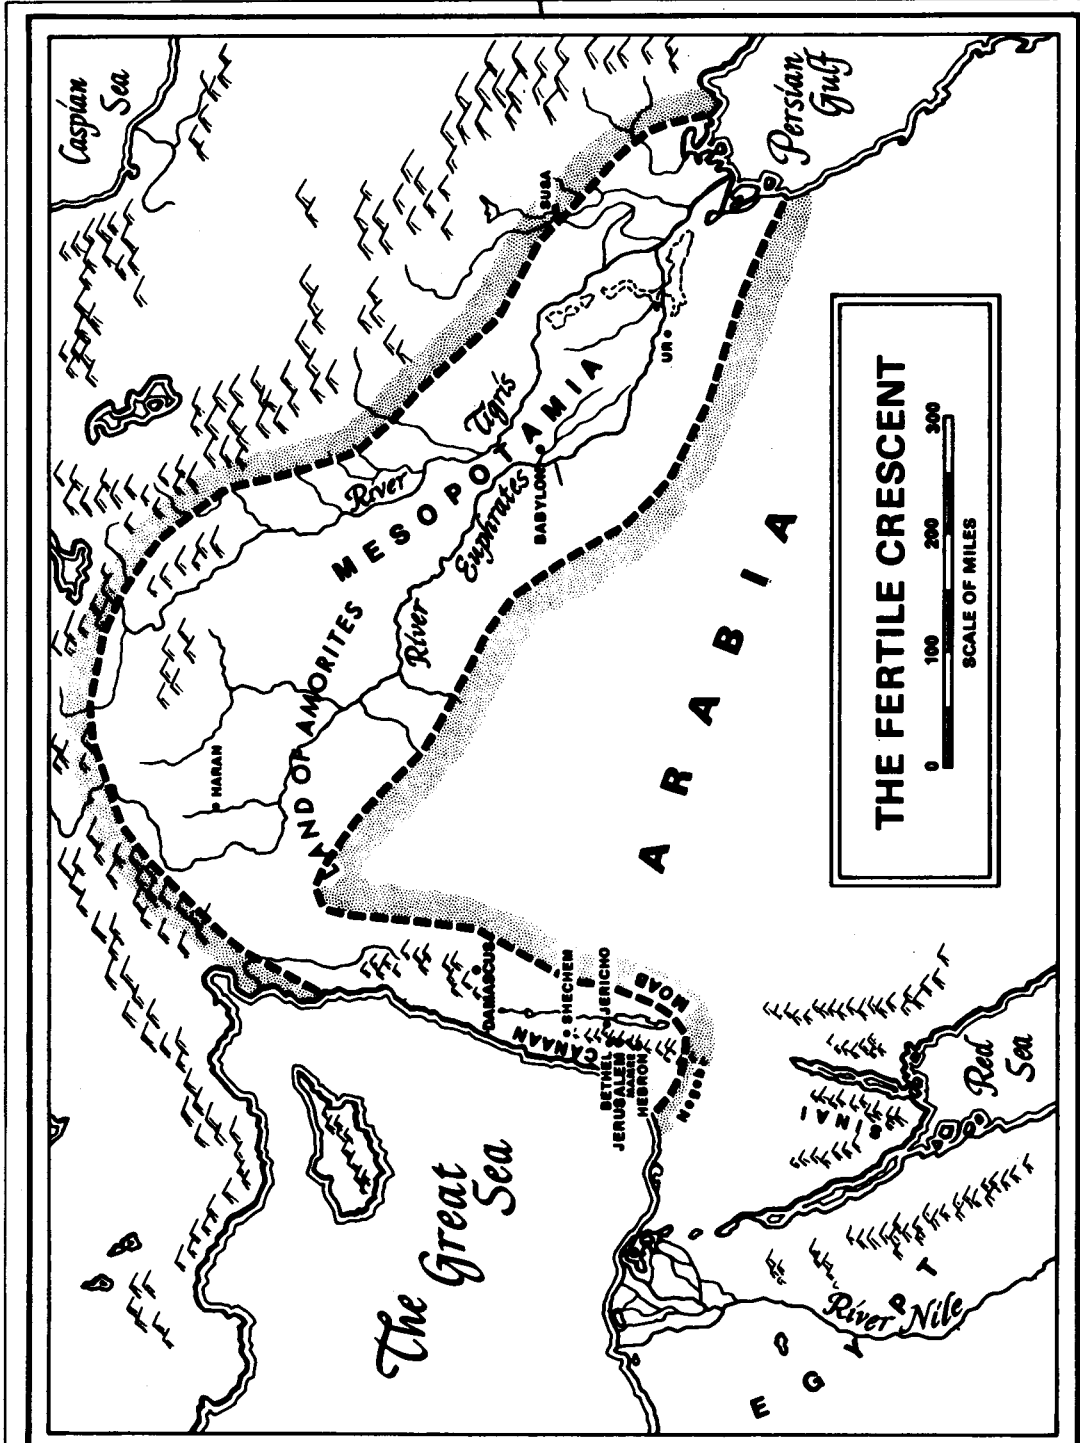 Caspian
Sea
Persian
Gulf
SUSA
Tigris
River
MESOPOTAMIA
UR
BABYLON
Euphrates
River
LAND OF AMORITES
HARAN
ARABIA
DAMASCUS
SHECHEM
JERICHO
MOAB
CANAAN
BETHEL
JERUSALEM
MAMRE
HEBRON
Negeb
The
Great
Sea
SINAI
Red
Sea
EGYPT
River Nile
THE FERTILE CRESCENT
0 100 200 300
SCALE OF MILES